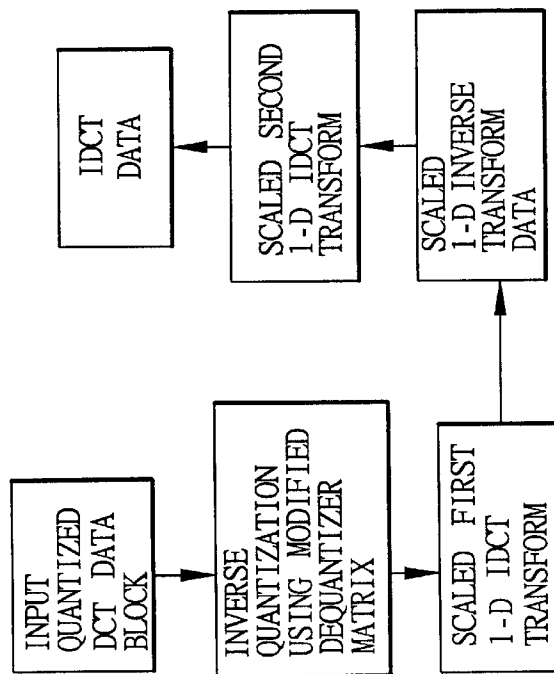 INPUT
QUANTIZED
DCT DATA
BLOCK
INVERSE
QUANTIZATION
USING MODIFIED
DEQUANTIZER
MATRIX
SCALED FIRST
1-D IDCT
TRANSFORM
SCALED
1-D INVERSE
TRANSFORM
DATA
SCALED SECOND
1-D IDCT
TRANSFORM
IDCT
DATA